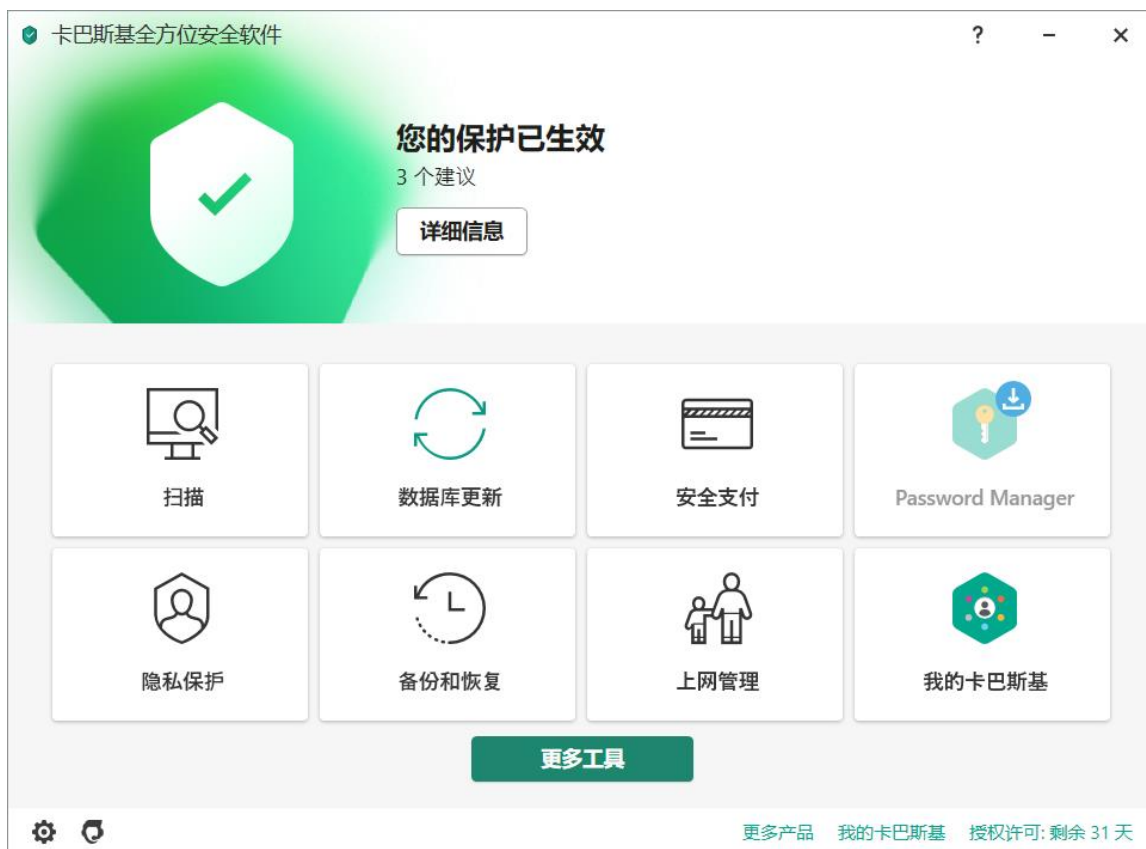 卡巴斯基全方位安全软件
?
您的保护已生效
3 个建议
详细信息
扫描
数据库更新
安全支付
Password Manager
隐私保护
备份和恢复
上网管理
我的卡巴斯基
更多工具
更多产品 我的卡巴斯基 授权许可: 剩余 31 天